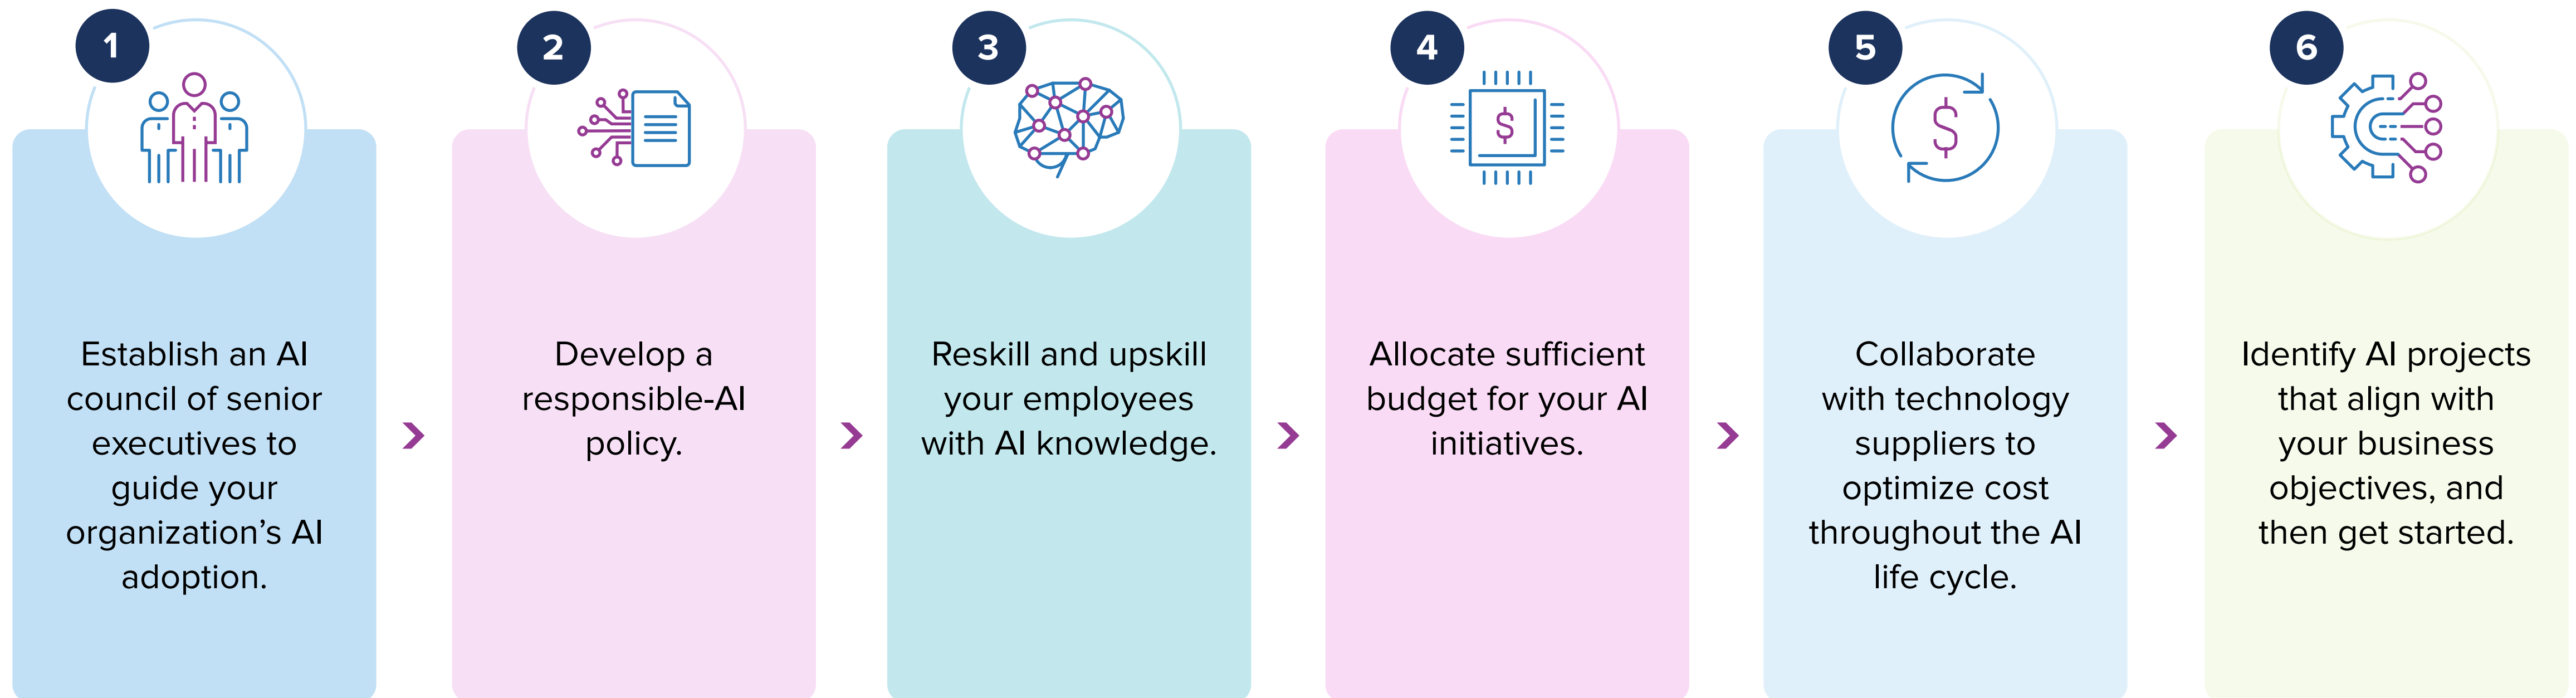 1
Establish an AI
council of senior
executives to
guide your
organization’s AI
adoption.
2
Develop a
responsible-AI
policy.
3
Reskill and upskill
your employees
with AI knowledge.
4
$
Allocate sufficient
budget for your AI
initiatives.
5
$
Collaborate
with technology
suppliers to
optimize cost
throughout the AI
life cycle.
6
Identify AI projects
that align with
your business
objectives, and
then get started.